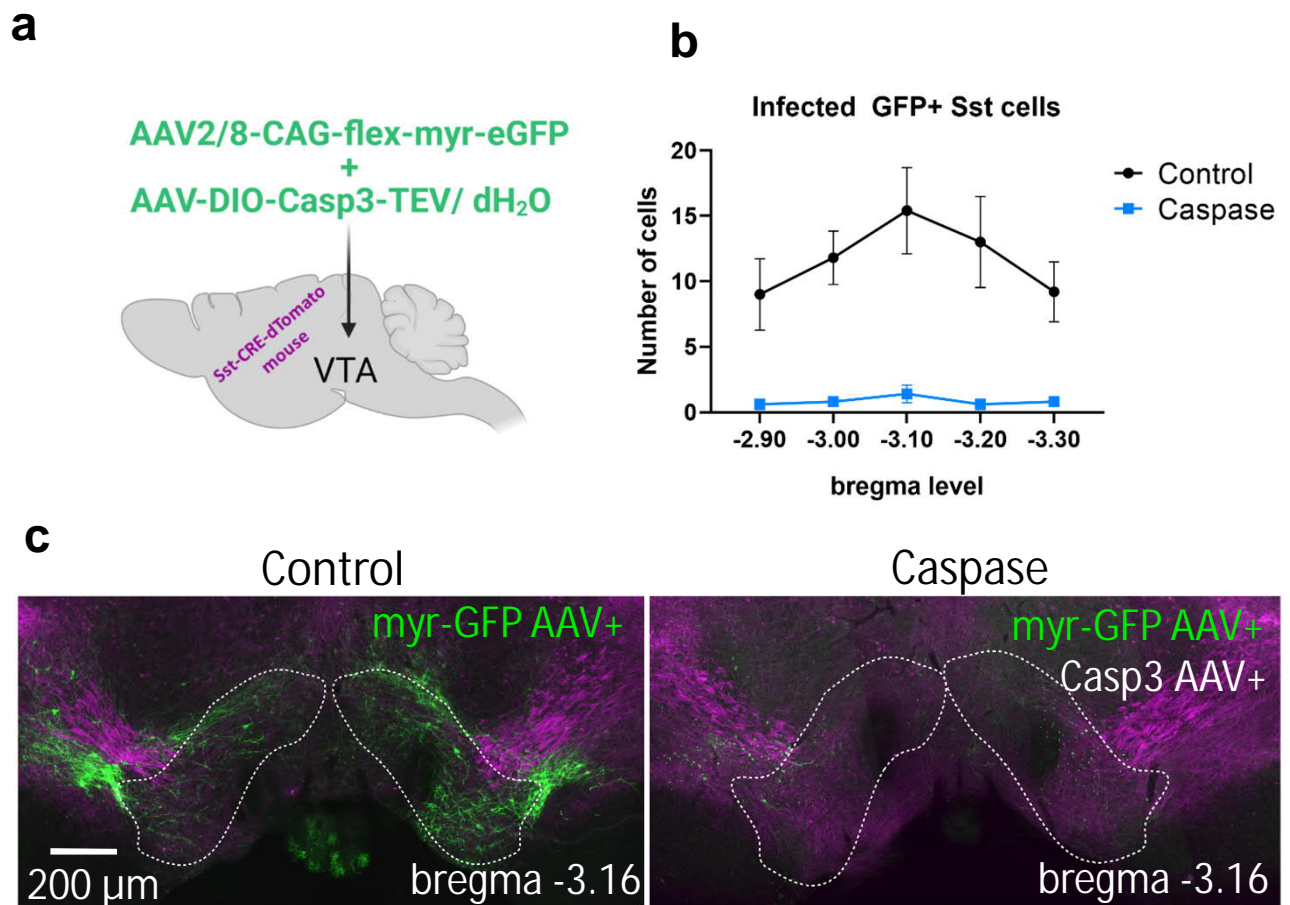 a
AAV2/8-CAG-flex-myr-eGFP
+
AAV-DIO-Casp3-TEV/ dH₂O
Sst-CRE-dTomato
mouse
VTA
b
Infected GFP+ Sst cells
Number of cells
20
15
10
5
0
-2.90 -3.00 -3.10 -3.20 -3.30
bregma level
Control
Caspase
c
Control
myr-GFP AAV+
200 µm
bregma -3.16
Caspase
myr-GFP AAV+
Casp3 AAV+
bregma -3.16